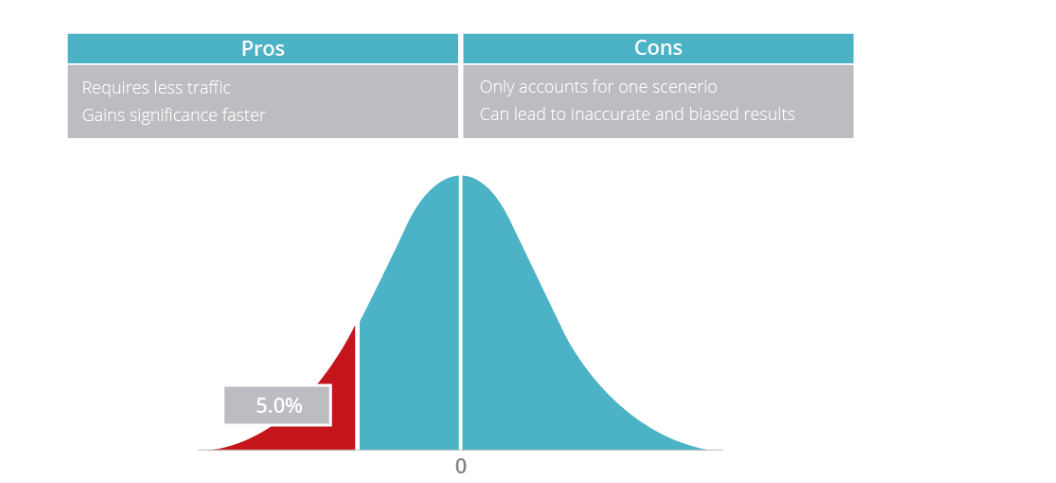 Pros
Cons
Requires less traffic
Gains significance faster
Only accounts for one scenerio
Can lead to inaccurate and biased results
5.0%
0